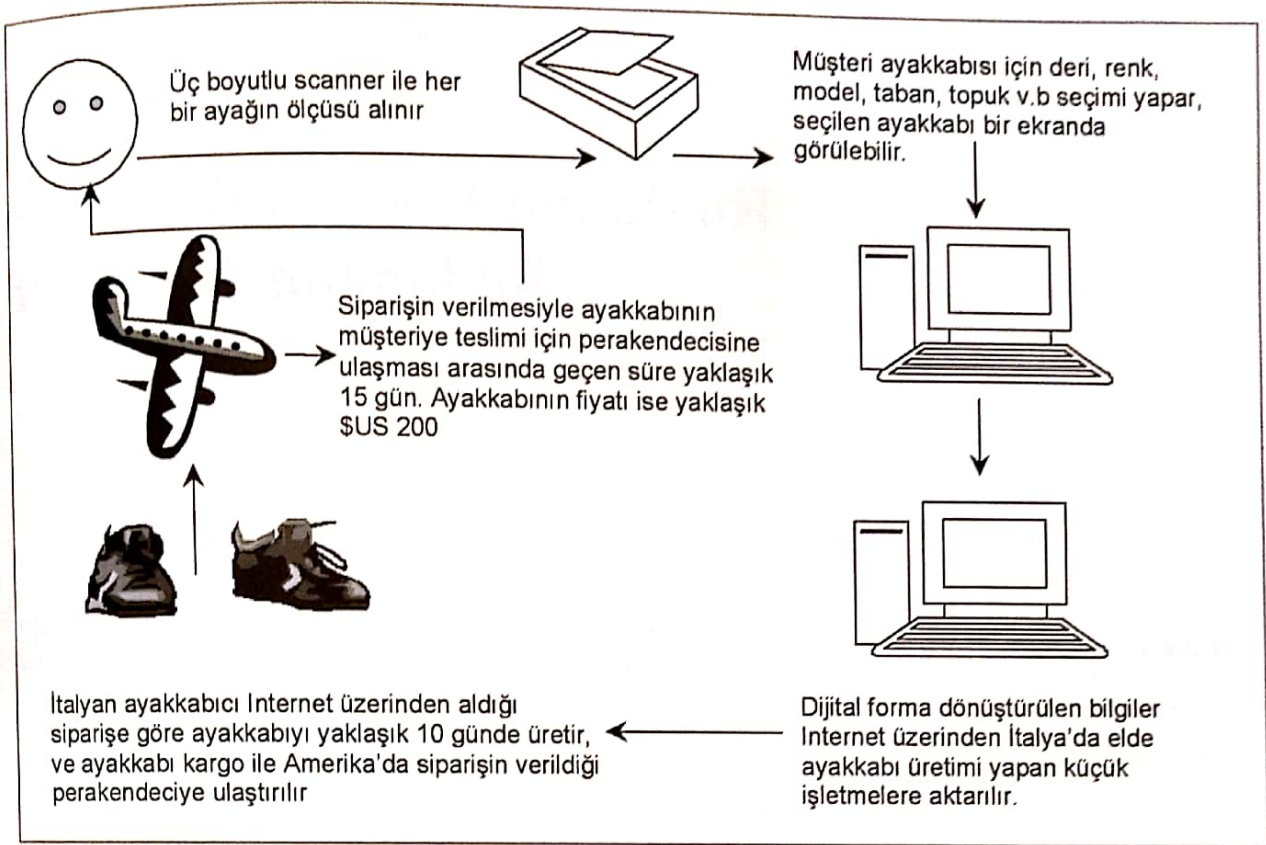 Üç boyutlu scanner ile her
bir ayağın ölçüsü alınır
Müşteri ayakkabısı için deri, renk,
model, taban, topuk v.b seçimi yapar,
seçilen ayakkabı bir ekranda
görülebilir.
Siparişin verilmesiyle ayakkabının
müşteriye teslimi için perakendecisine
ulaşması arasında geçen süre yaklaşık
15 gün. Ayakkabının fiyatı ise yaklaşık
$US 200
Dijital forma dönüştürülen bilgiler
Internet üzerinden İtalya'da elde
ayakkabı üretimi yapan küçük
işletmelere aktarılır.
İtalyan ayakkabıcı Internet üzerinden aldığı
siparişe göre ayakkabıyı yaklaşık 10 günde üretir,
ve ayakkabı kargo ile Amerika'da siparişin verildiği
perakendeciye ulaştırılır